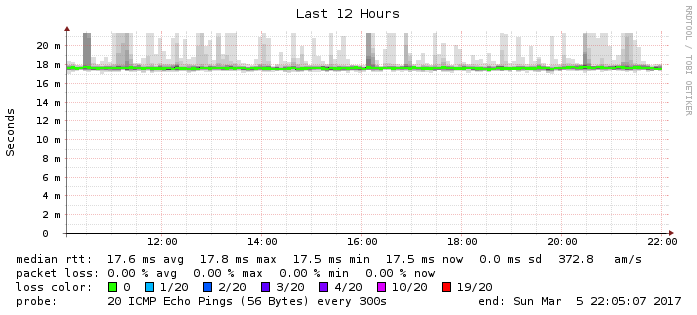 Last 12 Hours
RRDTOOL / TOBI OETIKER
Seconds
20 m
18 m
16 m
14 m
12 m
10 m
8 m
6 m
4 m
2 m
0
12:00 14:00 16:00 18:00 20:00 22:00
median rtt: 17.6 ms avg 17.8 ms max 17.5 ms min 17.5 ms now 0.0 ms sd 372.8 am/s
packet loss: 0.00 % avg 0.00 % max 0.00 % min 0.00 % now
loss color: 0 1/20 2/20 3/20 4/20 10/20 19/20
probe: 20 ICMP Echo Pings (56 Bytes) every 300s end: Sun Mar 5 22:05:07 2017